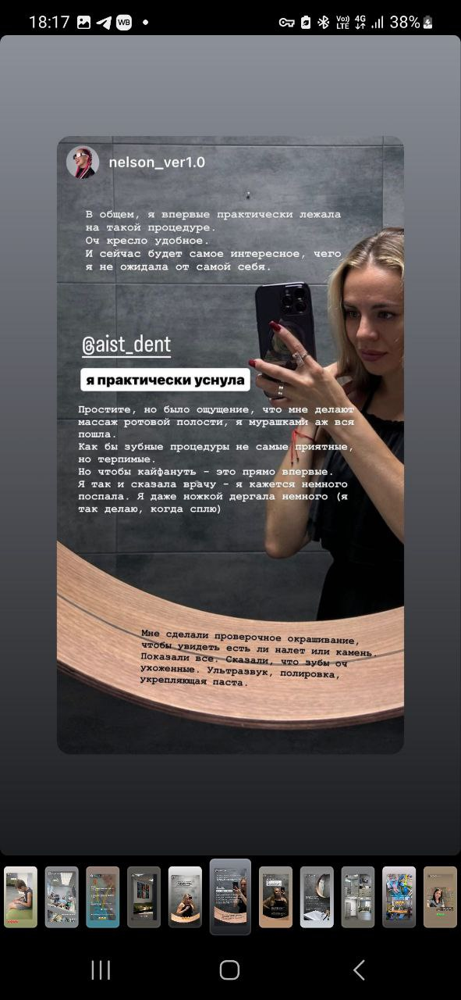 18:17
WB
Vo))
LTE
4G
38%
nelson_ver1.0
В общем, я впервые практически лежала
на такой процедуре.
Оч кресло удобное.
И сейчас будет самое интересное, чего
я не ожидала от самой себя.
@aist_dent
я практически уснула
Простите, но было ощущение, что мне делают
массаж ротовой полости, я мурашками аж вся
пошла.
Как бы зубные процедуры не самые приятные,
но терпимые.
Но чтобы кайфануть - это прямо впервые.
Я так и сказала врачу - я кажется немного
поспала. Я даже ножкой дергала немного (я
так делаю, когда сплю)
Мне сделали проверочное окрашивание,
чтобы увидеть есть ли налет или камень.
Показали все. Сказали, что зубы оч
ухоженные. Ультразвук, полировка,
укрепляющая паста.